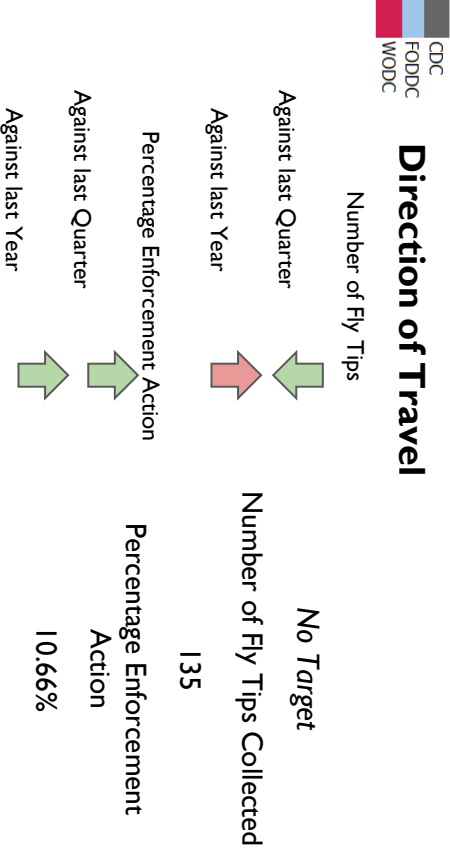 CDC
FODDC
WODC
Direction of Travel
Number of Fly Tips
Against last Quarter
Against last Year
Percentage Enforcement Action
Against last Quarter
Against last Year
No Target
Number of Fly Tips Collected
135
Percentage Enforcement
Action
10.66%